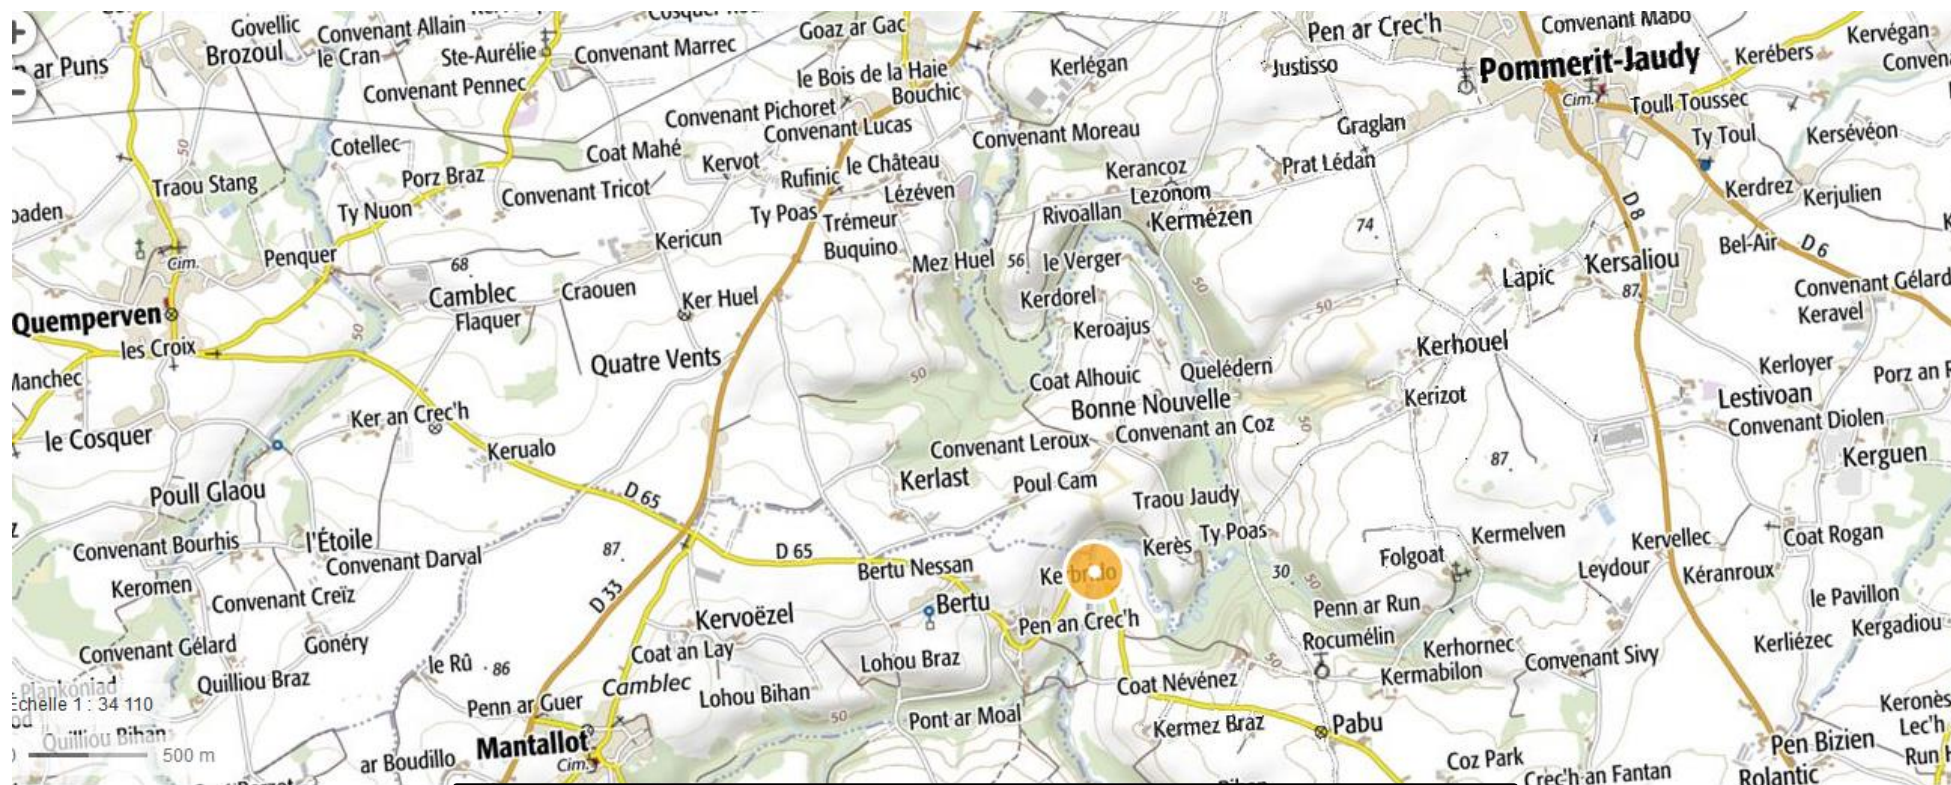 Govellic
Convenant Allain
Goaz ar Gac
Pen ar Crec'h
Convenant Mabo
Kervégan
Brozoul
le Cran
Ste-Aurélie
Convenant Marrec
Pommerit-Jaudy
Kerébers
ar Puns
Convenant Pennec
le Bois de la Haie
Kerlégan
Justisso
Bouchic
Cim.
Toull Toussec
Convenant Pichoret
Convenant Lucas
Convenant Moreau
Graglan
Ty Toul
Kersévéon
50
Cotellec
Coat Mahé
Kervot
le Château
Prat Lédan
Traou Stang
Porz Braz
Convenant Tricot
Rufinic
Lézéven
Kerancoz
Lezonom
Kerdrez
Kerjulien
Ty Nuon
Ty Poas
Trémeur
Rivoallan
Kermézen
74
D 8
Kericun
Buquino
Bel-Air
D 6
Cim.
Penquer
68
Mez Huel
56
le Verger
Kersaliou
Lapic
87
Camblec
Craouen
Ker Huel
Kerdorel
50
50
Convenant Gélard
Quemperven
Flaquer
Keroajus
Keravel
les Croix
50
Quatre Vents
Kerhouel
50
Coat Alhouic
Quelédern
Kerloyer
Lestivoan
Ker an Crec'h
Bonne Nouvelle
Kerizot
le Cosquer
Convenant Leroux
Convenant an Coz
50
Convenant Diolen
Kerualo
Kerlast
Poul Cam
87
Kerguen
Poull Glaou
D 65
Traou Jaudy
Convenant Bourhis
l'Étoile
87
D 65
Kerès
Ty Poas
Kermelven
Kervellec
Coat Rogan
Convenant Darval
Bertu Nessan
30
50
Folgoat
Leydour
Kéranroux
Keromen
Convenant Creïz
D 33
Bertu
Penn ar Run
le Pavillon
Kervoëzel
Pen an Crec'h
Rocumélin
Kerhornec
Kerliézec
Kergadiou
Convenant Gélard
Gonéry
Coat an Lay
Lohou Braz
50
Kermabilon
Convenant Sivy
le Rû
86
Quilliou Braz
Camblec
Lohou Bihan
Coat Névénez
Plankoniad
Echelle 1 : 34 110
Penn ar Guer
50
Pont ar Moal
Kermez Braz
Pabu
Keronès
Lec'h
Quilliou Bihan
500 m
Mantallot
Cim.
ar Boudillo
Coz Park
Pen Bizien
Crec'h an Fantan
Rolantic